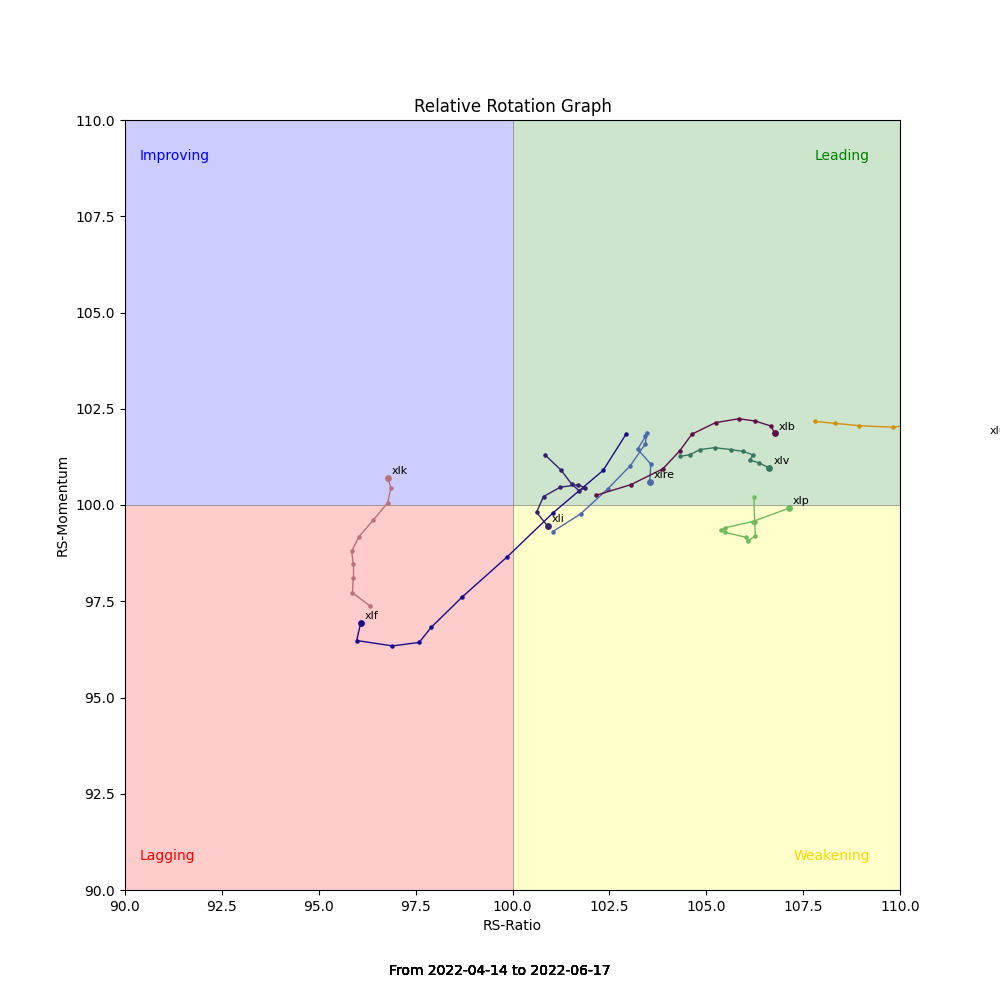 Relative Rotation Graph
110.0
Improving
Leading
107.5
105.0
102.5
xlb
xlk
xlv
xlre
xlp
100.0
xli
RS-Momentum
97.5
xlf
95.0
92.5
Lagging
Weakening
90.0
90.0 92.5 95.0 97.5 100.0 102.5 105.0 107.5 110.0
RS-Ratio
From 2022-04-14 to 2022-06-17